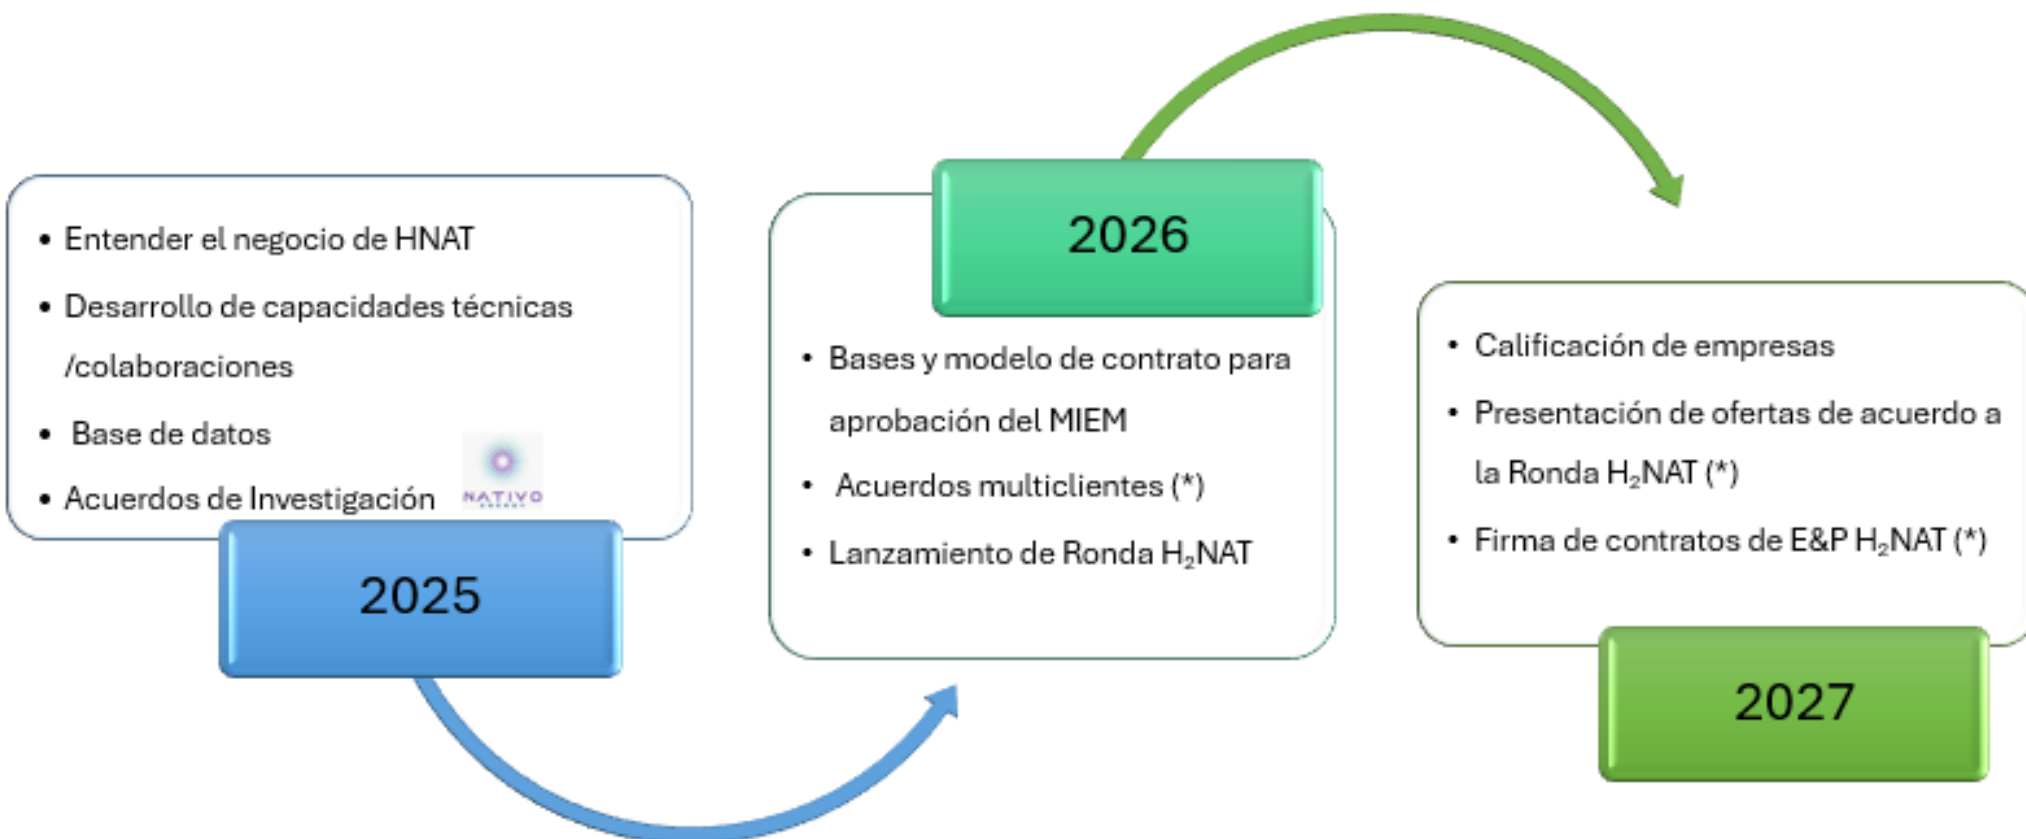 • Entender el negocio de HNAT
• Desarrollo de capacidades técnicas
/colaboraciones
• Base de datos
• Acuerdos de Investigación
NATIVO
2025
2026
• Bases y modelo de contrato para
aprobación del MIEM
• Acuerdos multiclientes (*)
• Lanzamiento de Ronda H₂NAT
• Calificación de empresas
• Presentación de ofertas de acuerdo a
la Ronda H₂NAT (*)
• Firma de contratos de E&P H₂NAT (*)
2027